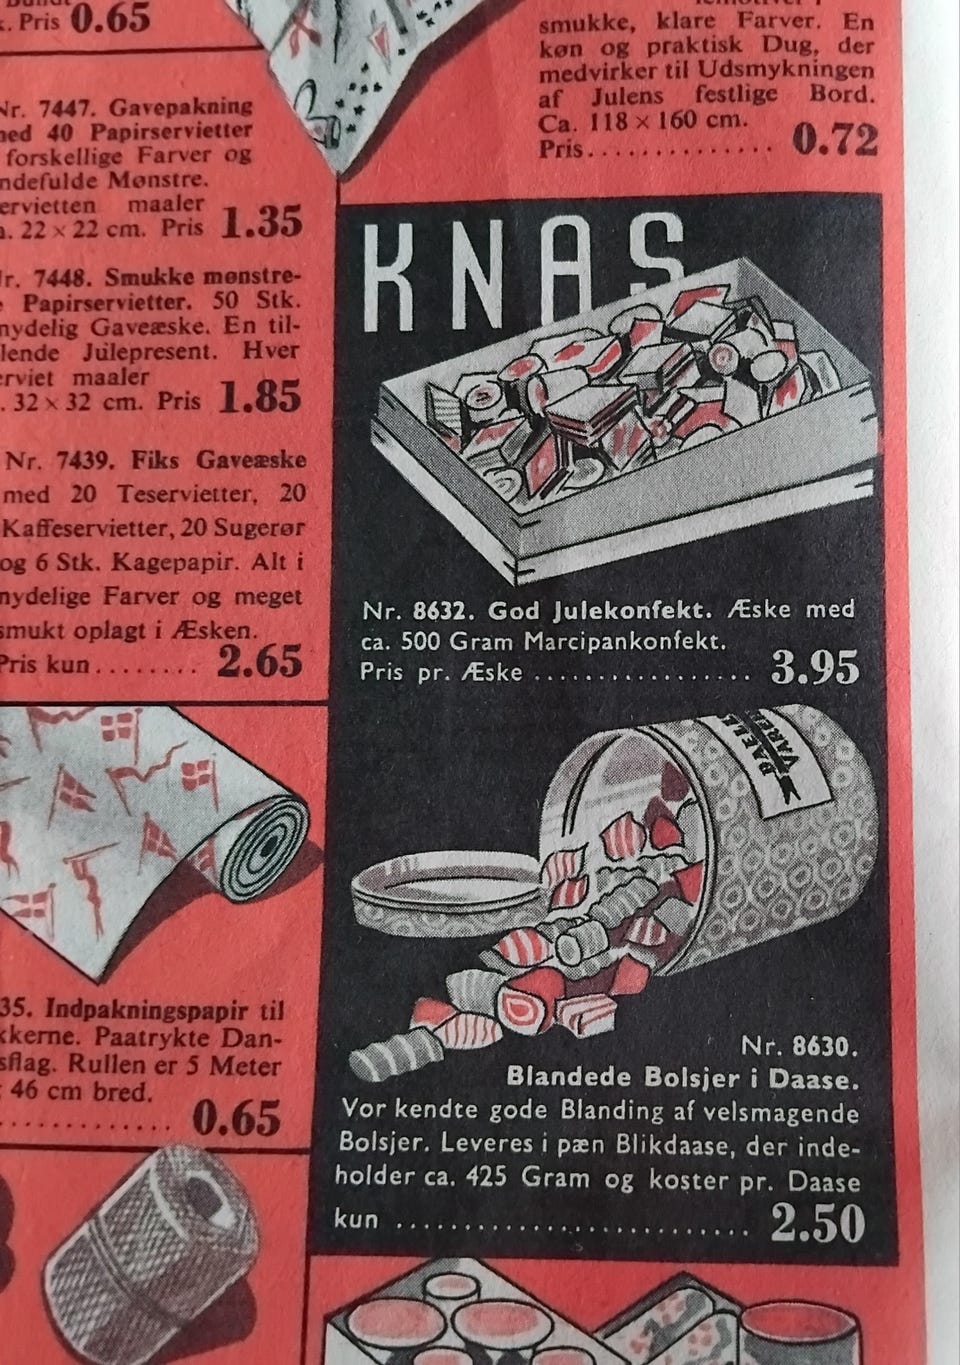 . Pris 0.65
Nr. 7447. Gavepakning
med 40 Papirservietter
forskellige Farver og
ndefulde Mønstre.
ervietten maaler
a. 22 × 22 cm. Pris 1.35
Nr. 7448. Smukke mønstre-
e Papirservietter. 50 Stk.
nydelig Gaveæske. En til-
lende Julepresent. Hver
erviet maaler
. 32 × 32 cm. Pris 1.85
Nr. 7439. Fiks Gaveæske
med 20 Teservietter, 20
Kaffeservietter, 20 Sugerør
og 6 Stk. Kagepapir. Alt i
nydelige Farver og meget
smukt oplagt i Æsken.
Pris kun ........ 2.65
35. Indpakningspapir til
kkerne. Paatrykte Dan-
sflag. Rullen er 5 Meter
46 cm bred.
............ 0.65
smukke, klare Farver. En
køn og praktisk Dug, der
medvirker til Udsmykningen
af Julens festlige Bord.
Ca. 118 × 160 cm.
Pris............. 0.72
KNAS
Nr. 8632. God Julekonfekt. Æske med
ca. 500 Gram Marcipankonfekt.
Pris pr. Æske ................ 3.95
Nr. 8630.
Blandede Bolsjer i Daase.
Vor kendte gode Blanding af velsmagende
Bolsjer. Leveres i pæn Blikdaase, der inde-
holder ca. 425 Gram og koster pr. Daase
kun .......................... 2.50